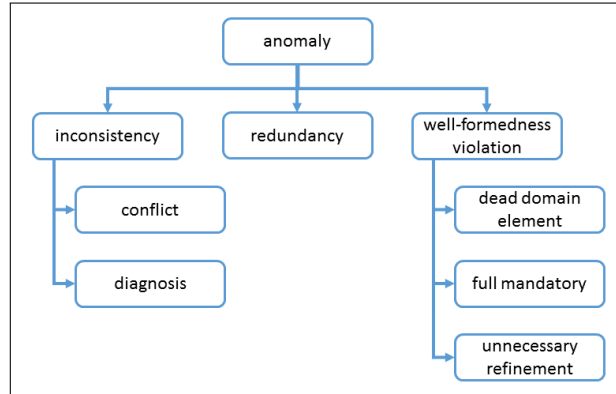 anomaly
inconsistency
redundancy
well-formedness
violation
conflict
diagnosis
dead domain
element
full mandatory
unnecessary
refinement